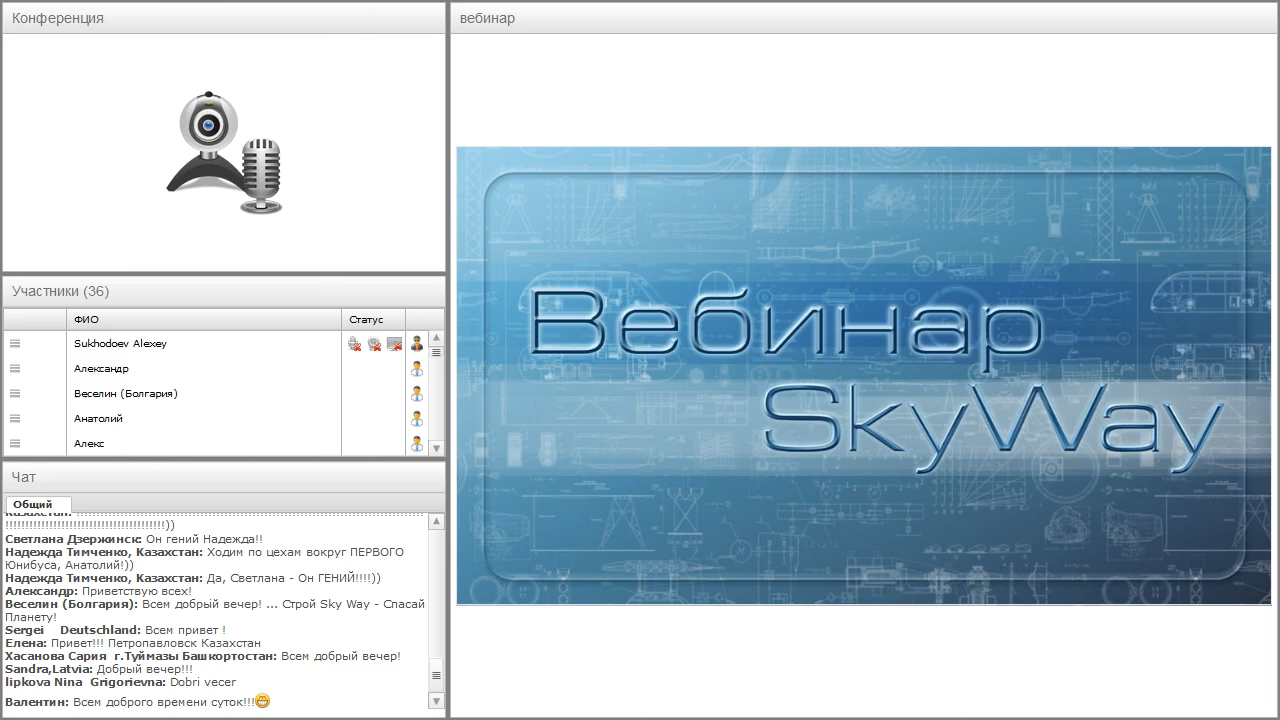 Конференция
вебинар
Участники (36)
ФИО
Статус
Sukhodoev Alexey
Александр
Веселин (Болгария)
Анатолий
Алекс
Чат
Общий
!!!!!!!!!!!!!!!!!!!!!!!!!!!!!!!!!!!!!!!!))
Светлана Дзержинск: Он гений Надежда!!
Надежда Тимченко, Казахстан: Ходим по цехам вокруг ПЕРВОГО
Юнибуса, Анатолий!))
Надежда Тимченко, Казахстан: Да, Светлана - Он ГЕНИЙ!!!!))
Александр: Приветствую всех!
Веселин (Болгария): Всем добрый вечер! ... Строй Sky Way - Спасай
Планету!
Sergei Deutschland: Всем привет !
Елена: Привет!!! Петропавловск Казахстан
Хасанова Сария г.Туймазы Башкортостан: Всем добрый вечер!
Sandra,Latvia: Добрый вечер!!!
lipkova Nina Grigorievna: Dobri vecer
Валентин: Всем доброго времени суток!!!
Вебинар
SkyWay